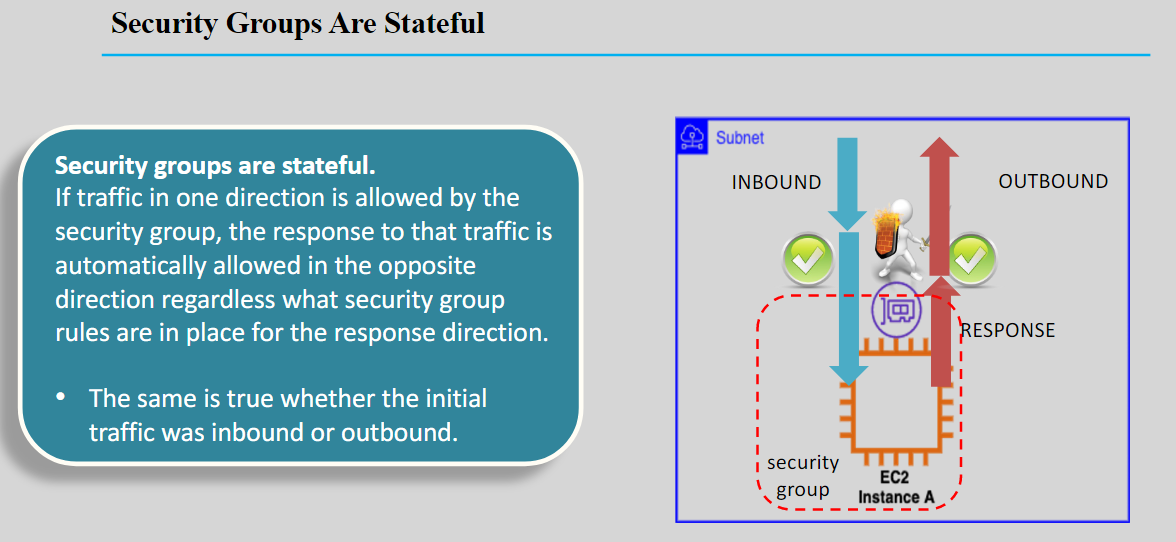 Security Groups Are Stateful
Security groups are stateful.
If traffic in one direction is allowed by the
security group, the response to that traffic is
automatically allowed in the opposite
direction regardless what security group
rules are in place for the response direction.
• The same is true whether the initial
traffic was inbound or outbound.
Subnet
INBOUND
OUTBOUND
RESPONSE
security
group
EC2
Instance A